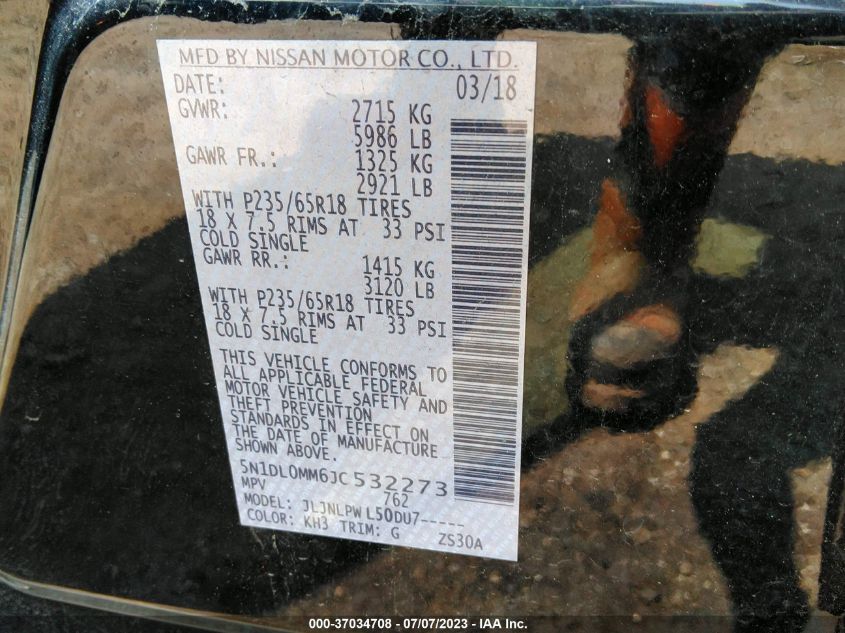 MFD BY NISSAN MOTOR CO., LTD.
DATE: 03/18
GVWR: 2715 KG
5986 LB
GAWR FR.: 1325 KG
2921 LB
WITH P235/65R18 TIRES
18 X 7.5 RIMS AT 33 PSI
COLD SINGLE
GAWR RR.: 1415 KG
3120 LB
WITH P235/65R18 TIRES
18 X 7.5 RIMS AT 33 PSI
COLD SINGLE
THIS VEHICLE CONFORMS TO
ALL APPLICABLE FEDERAL
MOTOR VEHICLE SAFETY AND
THEFT PREVENTION
STANDARDS IN EFFECT ON
THE DATE OF MANUFACTURE
SHOWN ABOVE.
5N1DL0MM6JC532273
MPV 762
MODEL: JLJNLPWL50DU7-----
COLOR: KH3 TRIM: G ZS30A
000-37034708 - 07/07/2023 - IAA Inc.